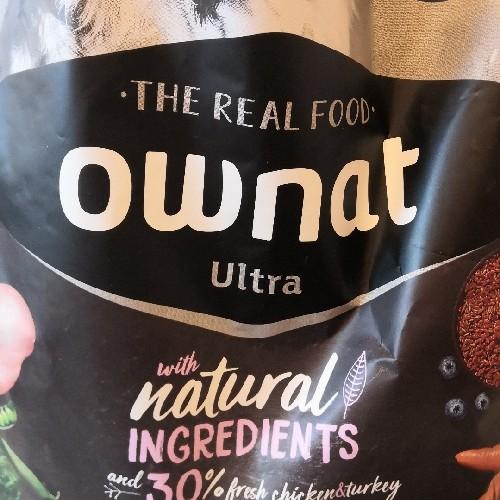 ·THE REAL FOOD·
ownat
Ultra
with
natural
INGREDIENTS
and 30% fresh chicken&turkey